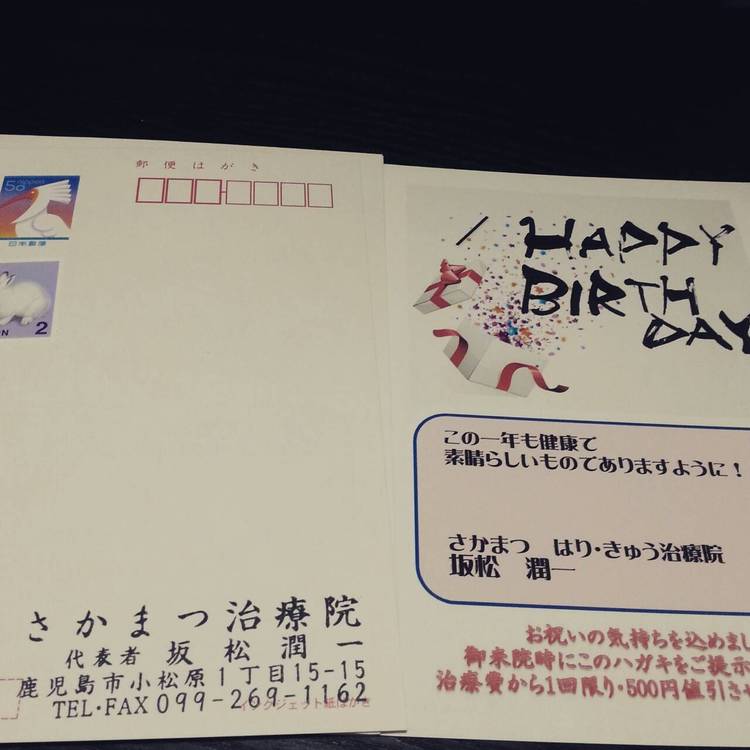 郵便はがき
nippon
50
日本郵便
2
さかまつ治療院
代表者 坂松潤一
鹿児島市小松原1丁目15-15
TEL・FAX 099-269-1162
インクジェット紙はがき
HAPPY
BIRTH
DAY
この一年も健康で
素晴らしいものでありますように!
さかまつ はり・きゅう治療院
坂松 潤一
お祝いの気持ちを込めまし
御来院時にこのハガキをご提示
治療費から1回限り・500円値引さ